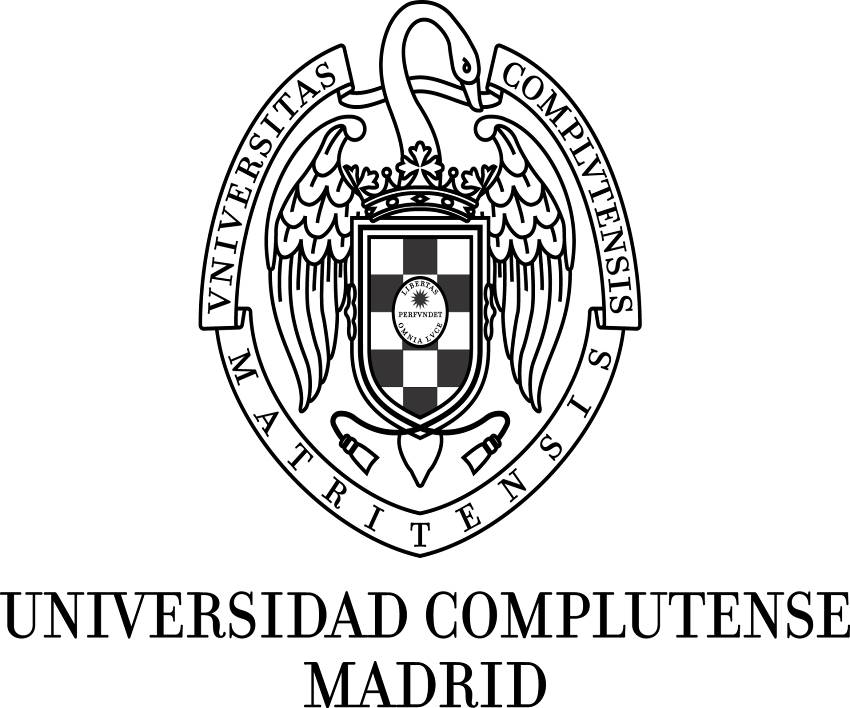 VNIVERSITAS COMPLVTENSIS
MATRITENSIS
LIBERTAS
PERFVNDET
OMNIA LVCE
UNIVERSIDAD COMPLUTENSE
MADRID